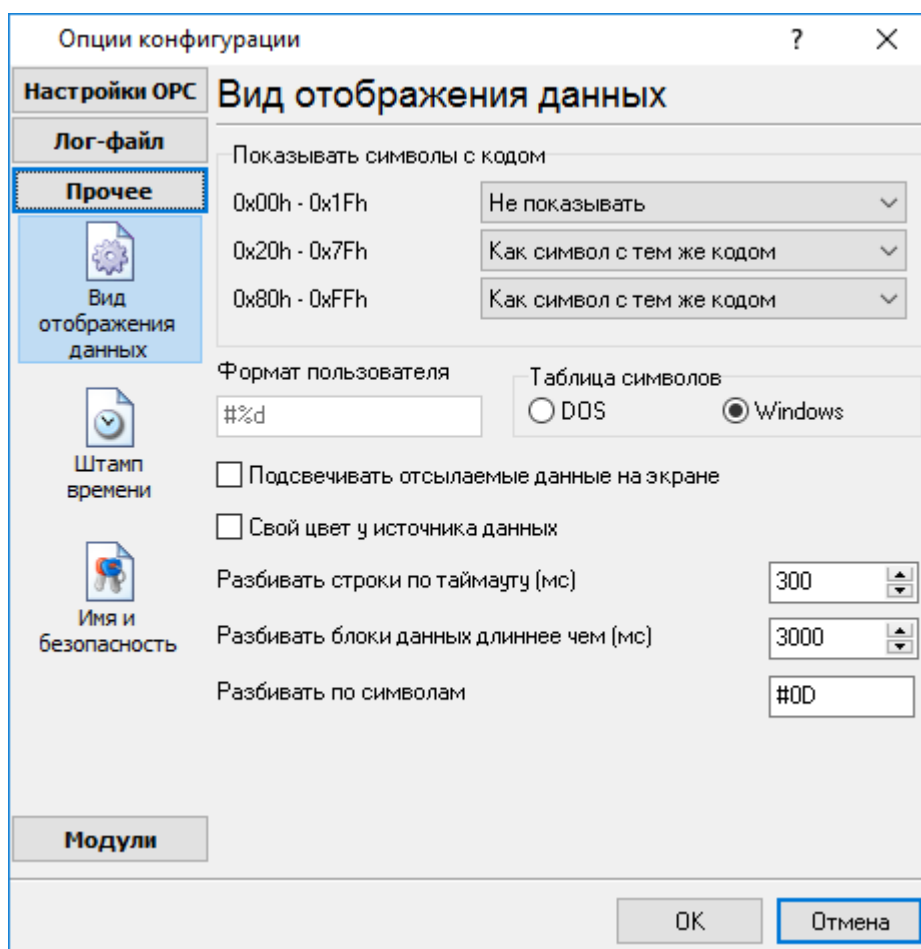 Опции конфигурации
?
Настройки OPC
Лог-файл
Прочее
Вид
отображения
данных
Штамп
времени
Имя и
безопасность
Модули
Вид отображения данных
Показывать символы с кодом
0x00h - 0x1Fh Не показывать
0x20h - 0x7Fh Как символ с тем же кодом
0x80h - 0xFFh Как символ с тем же кодом
Формат пользователя
#%d
Таблица символов
DOS Windows
Подсвечивать отсылаемые данные на экране
Свой цвет у источника данных
Разбивать строки по таймауту (мс) 300
Разбивать блоки данных длиннее чем (мс) 3000
Разбивать по символам #0D
OK Отмена